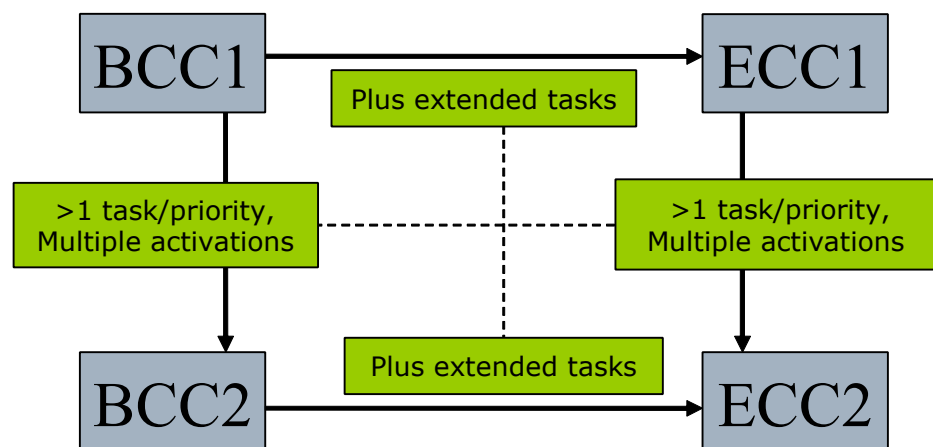 BCC1
ECC1
Plus extended tasks
>1 task/priority,
Multiple activations
>1 task/priority,
Multiple activations
Plus extended tasks
BCC2
ECC2